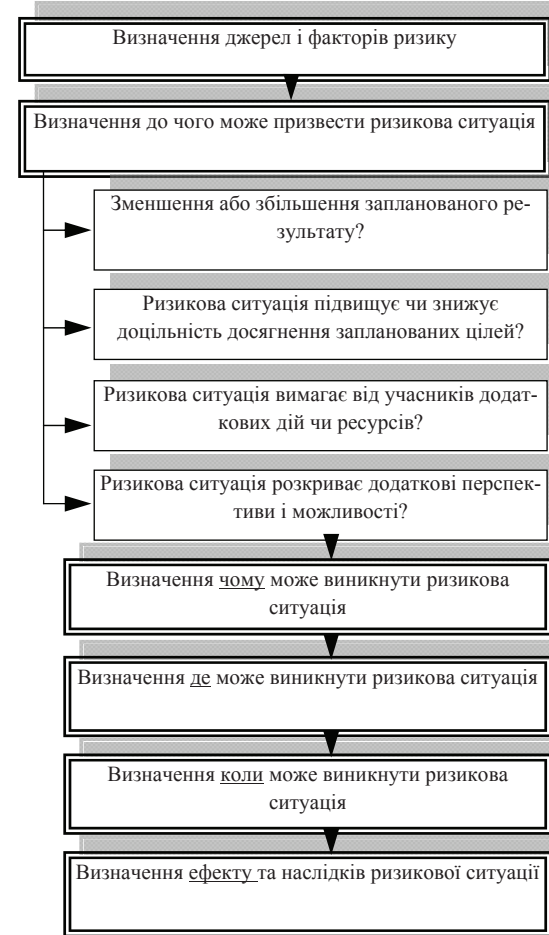 Визначення джерел і факторів ризику
Визначення до чого може призвести ризикова ситуація
Зменшення або збільшення запланованого ре-
зультату?
Ризикова ситуація підвищує чи знижує
доцільність досягнення запланованих цілей?
Ризикова ситуація вимагає від учасників додат-
кових дій чи ресурсів?
Ризикова ситуація розкриває додаткові перспек-
тиви і можливості?
Визначення чому може виникнути ризикова
ситуація
Визначення де може виникнути ризикова ситуація
Визначення коли може виникнути ризикова
ситуація
Визначення ефекту та наслідків ризикової ситуації